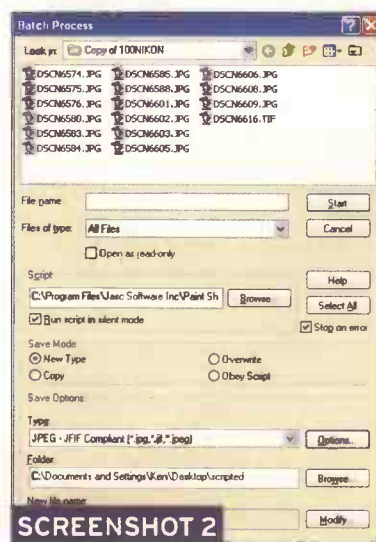 Batch Process
Look in: Copy of 100NIKON
DSCN6574.JPG DSCN6586.JPG DSCN6606.JPG
DSCN6575.JPG DSCN6588.JPG DSCN6608.JPG
DSCN6576.JPG DSCN6601.JPG DSCN6609.JPG
DSCN6580.JPG DSCN6602.JPG DSCN6616.TIF
DSCN6583.JPG DSCN6603.JPG
DSCN6584.JPG DSCN6605.JPG
File name Start
Files of type: All Files Cancel
Open as read-only
Script Help
C:\Program Files\Jasc Software Inc\Paint Sh Browse Select All
Run script in silent mode Stop on error
Save Mode
New Type Overwrite
Copy Obey Script
Save Options:
Type:
JPEG - JFIF Compliant (*.jpg,*.jif,*.jpeg) Options...
Folder:
C:\Documents and Settings\Ken\Desktop\scripted Browse
New file name
Modify
SCREENSHOT 2